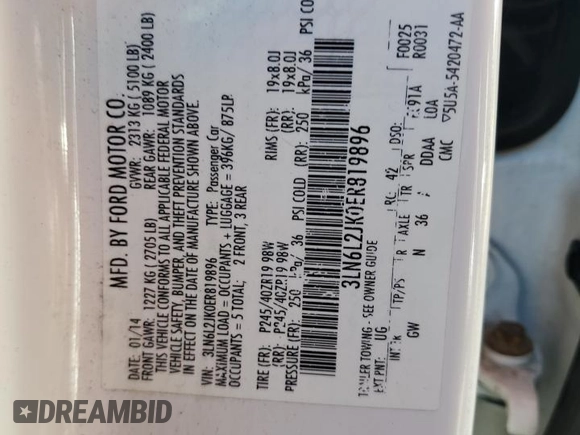 MFD. BY FORD MOTOR CO.
DATE: 01/14 GVWR: 2313 KG ( 5100 LB)
FRONT GAWR: 1227 KG ( 2705 LB) REAR GAWR: 1089 KG ( 2400 LB)
THIS VEHICLE CONFORMS TO ALL APPLICABLE FEDERAL MOTOR
VEHICLE SAFETY, BUMPER, AND THEFT PREVENTION STANDARDS
IN EFFECT ON THE DATE OF MANUFACTURE SHOWN ABOVE.
VIN: 3LN6L2JK0ER819896 TYPE: Passenger Car
MAXIMUM LOAD = OCCUPANTS + LUGGAGE = 396KG/ 875LB
OCCUPANTS = 5 TOTAL; 2 FRONT, 3 REAR
TIRE (FR): P245/40ZR19 98W RIMS (FR): 19x8.0J
(RR): P245/40ZR19 98W (RR): 19x8.0J
PRESSURE (FR): 250 kPa/ 36 PSI COLD (RR): 250 kPa/ 36 PSI CO
3LN6L2JK0ER819896
TRAILER TOWING - SEE OWNER GUIDE F0025
EXT PNT: UG RC: 42 DSO: R0031
TP/PS R AXLE TR SPR
GW N 36 DDAA LOA
CMC 5U5A-5420472-AA
DREAMBID